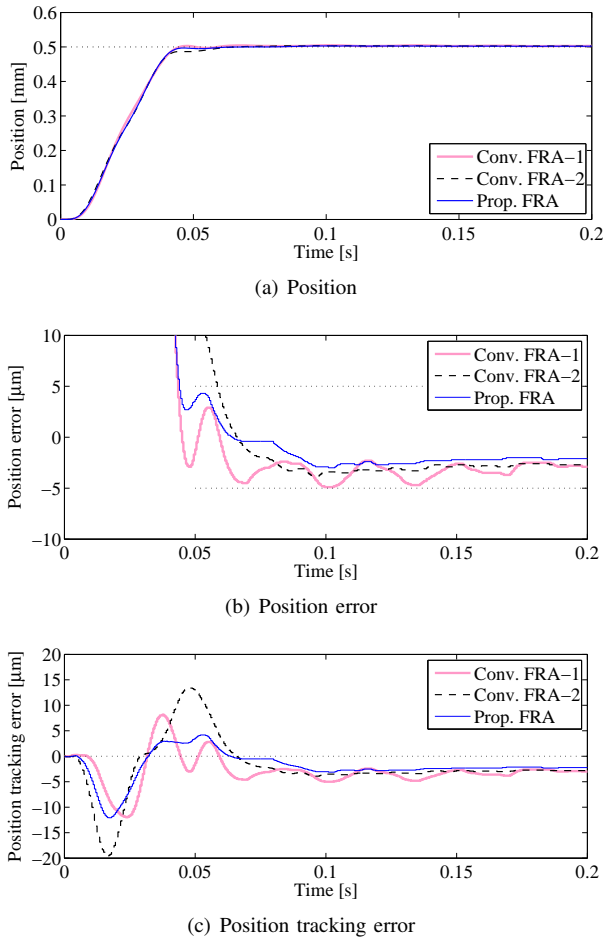 0.5
0.4
0.3
0.2
0.1
0
Position [mm]
Conv. FRA−1
Conv. FRA−2
Prop. FRA
0 0.05 0.1 0.15 0.2
Time [s]
(a) Position
10
5
0
−5
−10
Position error [µm]
Conv. FRA−1
Conv. FRA−2
Prop. FRA
0 0.05 0.1 0.15 0.2
Time [s]
(b) Position error
20
15
10
5
0
−5
−10
−15
−20
Position tracking error [µm]
Conv. FRA−1
Conv. FRA−2
Prop. FRA
0 0.05 0.1 0.15 0.2
Time [s]
(c) Position tracking error